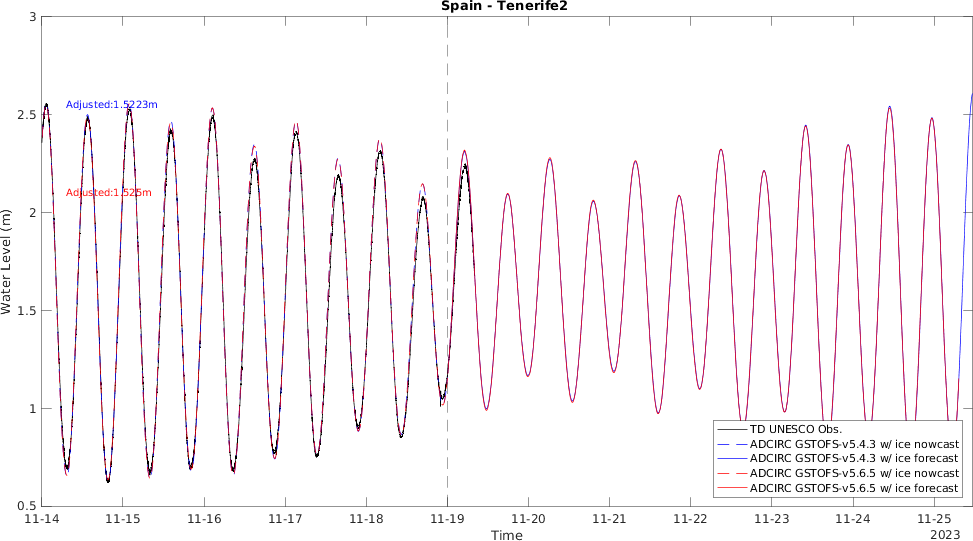 Spain - Tenerife2
3
2.5
2
1.5
1
0.5
Water Level (m)
Adjusted:1.5223m
Adjusted:1.525m
TD UNESCO Obs.
ADCIRC GSTOFS-v5.4.3 w/ ice nowcast
ADCIRC GSTOFS-v5.4.3 w/ ice forecast
ADCIRC GSTOFS-v5.6.5 w/ ice nowcast
ADCIRC GSTOFS-v5.6.5 w/ ice forecast
11-14 11-15 11-16 11-17 11-18 11-19 11-20 11-21 11-22 11-23 11-24 11-25
Time
2023